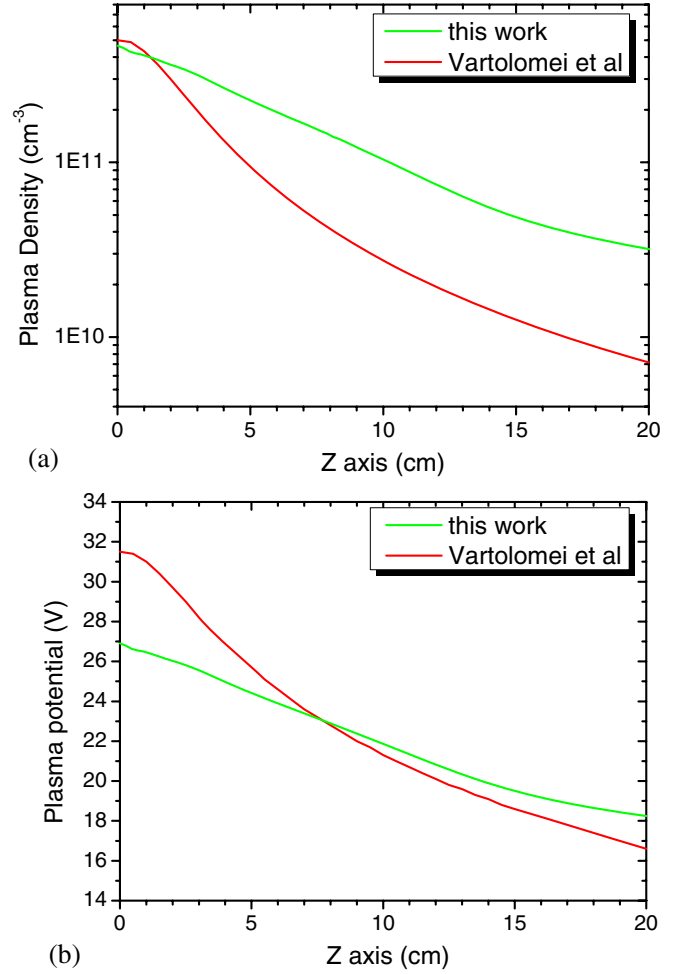 this work
Vartolomei et al
Plasma Density (cm-3)
1E11
1E10
0 5 10 15 20
Z axis (cm)
(a)
34
32
30
28
26
24
22
20
18
16
14
this work
Vartolomei et al
Plasma potential (V)
0 5 10 15 20
Z axis (cm)
(b)